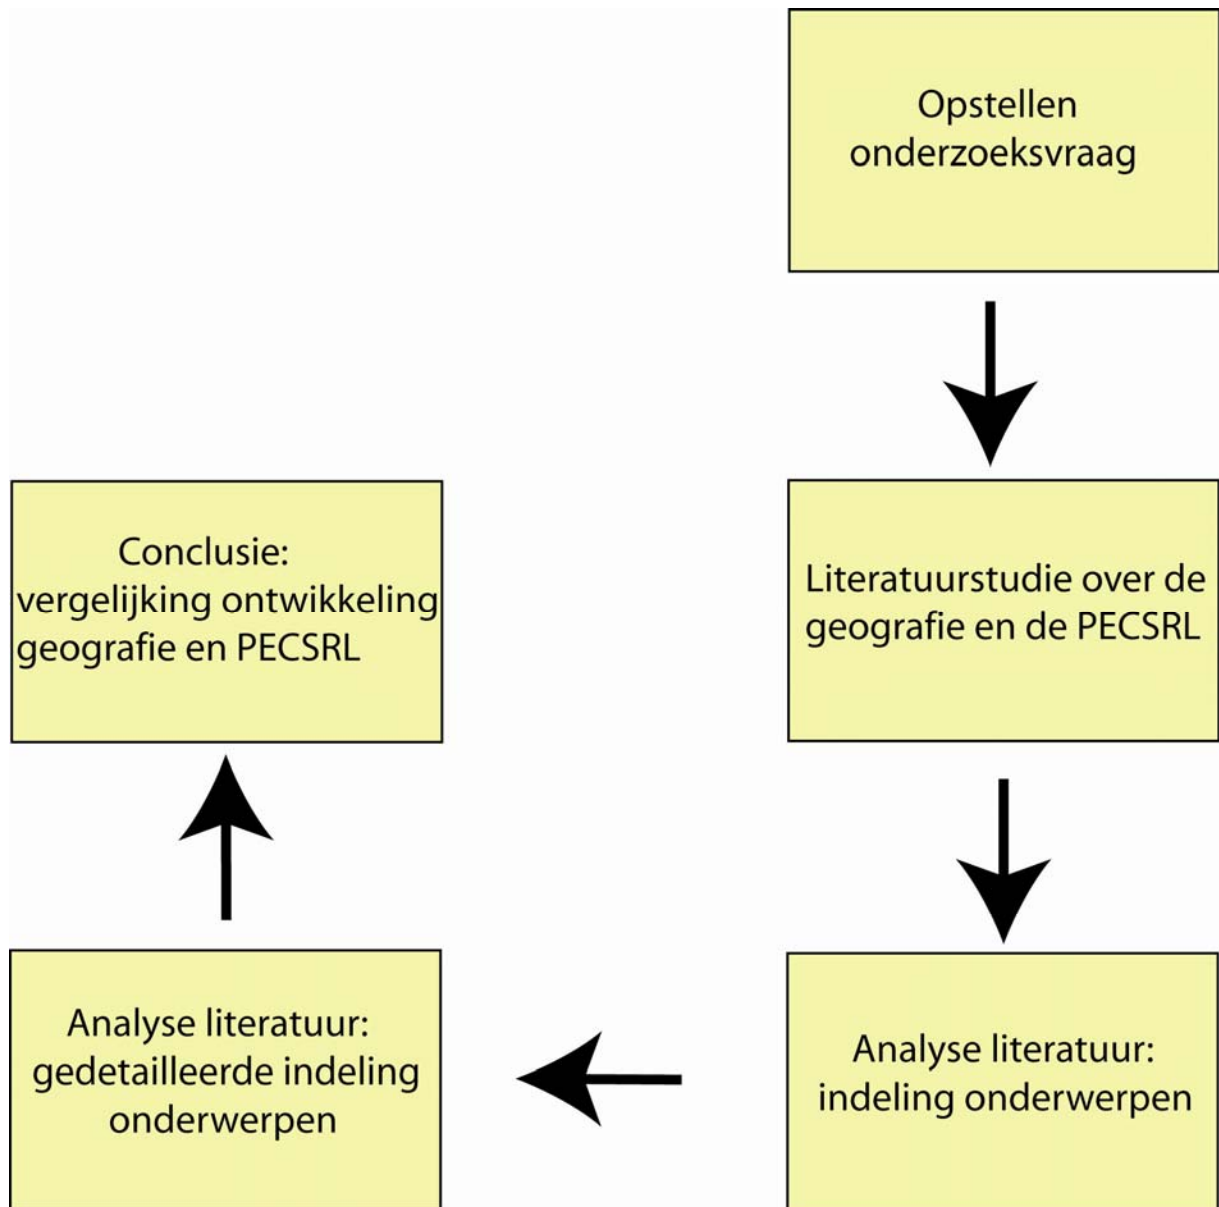 Opstellen
onderzoeksvraag
Literatuurstudie over de
geografie en de PECSRL
Analyse literatuur:
indeling onderwerpen
Analyse literatuur:
gedetailleerde indeling
onderwerpen
Conclusie:
vergelijking ontwikkeling
geografie en PECSRL